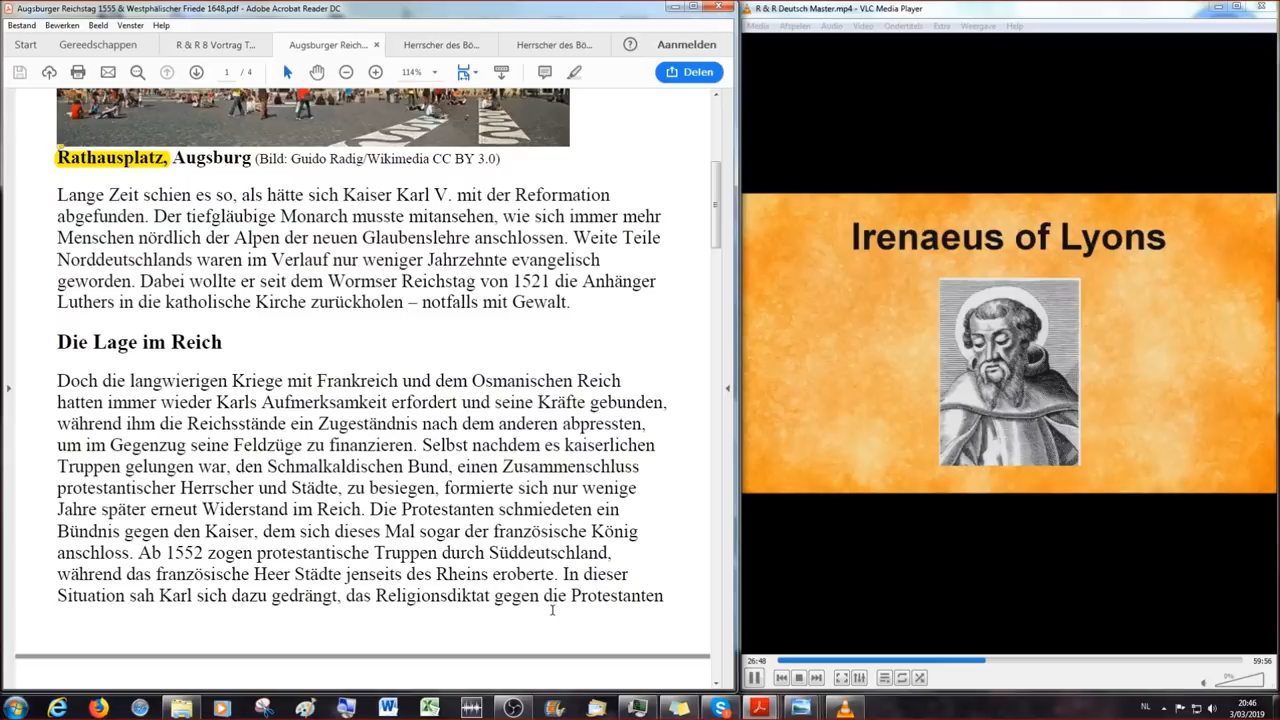 Augsburger Reichstag 1555 & Westphälischer Friede 1648.pdf - Adobe Acrobat Reader DC
Bestand Bewerken Beeld Venster Help
Start Gereedschappen R & R 8 Vortrag T... Augsburger Reich... × Herrscher des Bö... Herrscher des Bö... Aanmelden
1 / 4 114% Delen
Rathausplatz, Augsburg (Bild: Guido Radig/Wikimedia CC BY 3.0)
Lange Zeit schien es so, als hätte sich Kaiser Karl V. mit der Reformation
abgefunden. Der tiefgläubige Monarch musste mitansehen, wie sich immer mehr
Menschen nördlich der Alpen der neuen Glaubenslehre anschlossen. Weite Teile
Norddeutschlands waren im Verlauf nur weniger Jahrzehnte evangelisch
geworden. Dabei wollte er seit dem Wormser Reichstag von 1521 die Anhänger
Luthers in die katholische Kirche zurückholen – notfalls mit Gewalt.
Die Lage im Reich
Doch die langwierigen Kriege mit Frankreich und dem Osmanischen Reich
hatten immer wieder Karls Aufmerksamkeit erfordert und seine Kräfte gebunden,
während ihm die Reichsstände ein Zugeständnis nach dem anderen abpressten,
um im Gegenzug seine Feldzüge zu finanzieren. Selbst nachdem es kaiserlichen
Truppen gelungen war, den Schmalkaldischen Bund, einen Zusammenschluss
protestantischer Herrscher und Städte, zu besiegen, formierte sich nur wenige
Jahre später erneut Widerstand im Reich. Die Protestanten schmiedeten ein
Bündnis gegen den Kaiser, dem sich dieses Mal sogar der französische König
anschloss. Ab 1552 zogen protestantische Truppen durch Süddeutschland,
während das französische Heer Städte jenseits des Rheins eroberte. In dieser
Situation sah Karl sich dazu gedrängt, das Religionsdiktat gegen die Protestanten
R & R Deutsch Master.mp4 - VLC Media Player
Media Afspelen Audio Video Ondertitels Extra Weergave Help
Irenaeus of Lyons
26:48 59:56
0%
NL 20:46
3/03/2019